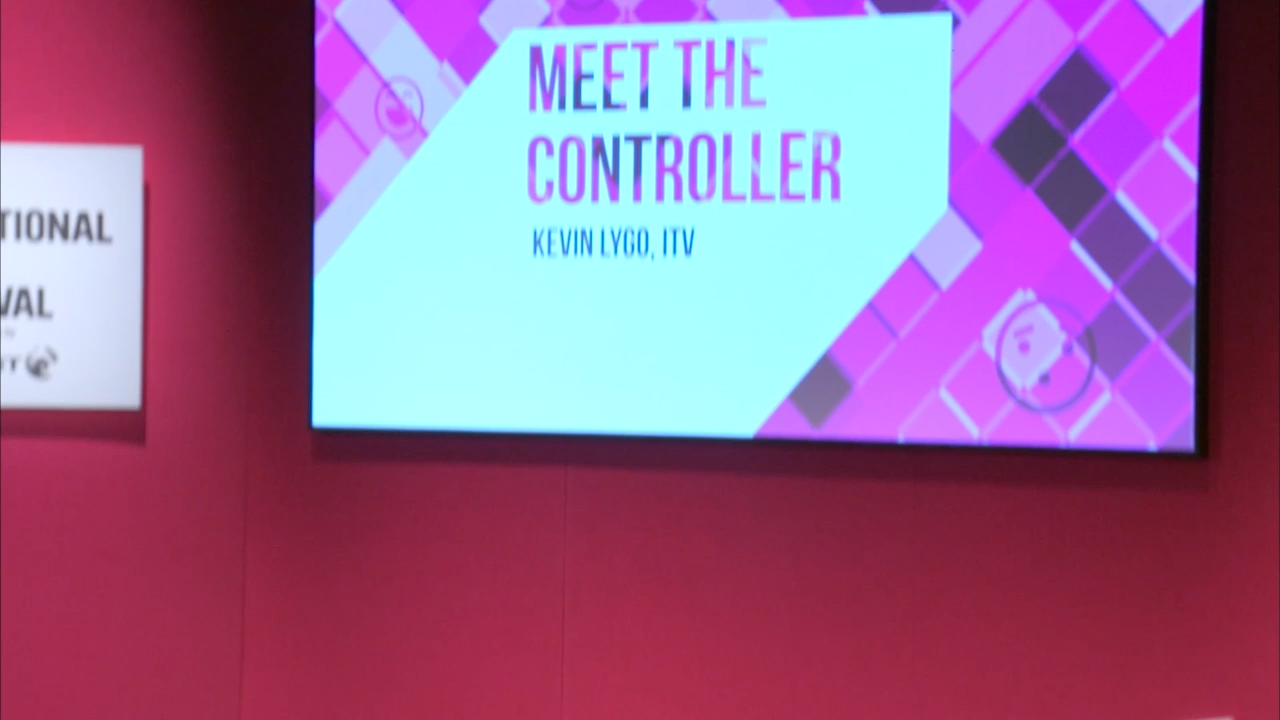 TIONAL
VAL
MEET THE
CONTROLLER
KEVIN LYGO, ITV